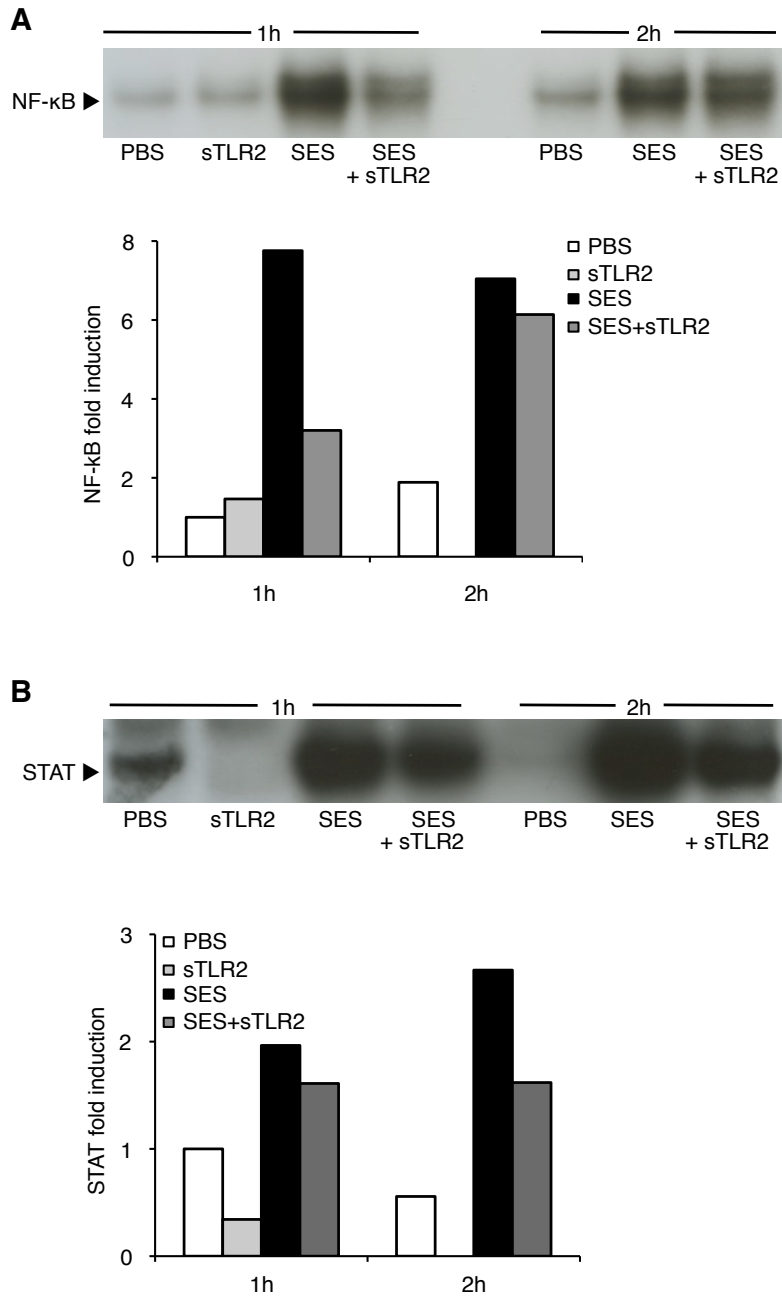 A
1h 2h
NF-κB
PBS sTLR2 SES SES + sTLR2 PBS SES SES + sTLR2
NF-kB fold induction
8
6
4
2
0
PBS
sTLR2
SES
SES+sTLR2
1h 2h
B
1h 2h
STAT
PBS sTLR2 SES SES + sTLR2 PBS SES SES + sTLR2
STAT fold induction
3
2
1
0
PBS
sTLR2
SES
SES+sTLR2
1h 2h